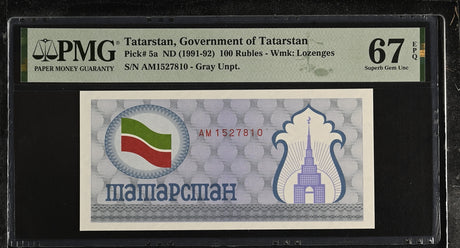 PMG
PAPER MONEY GUARANTY
Tatarstan, Government of Tatarstan
Pick# 5a ND (1991-92) 100 Rubles - Wmk: Lozenges
S/N AM1527810 - Gray Unpt.
67 EPQ
Superb Gem Unc
AM 1527810
татарстан